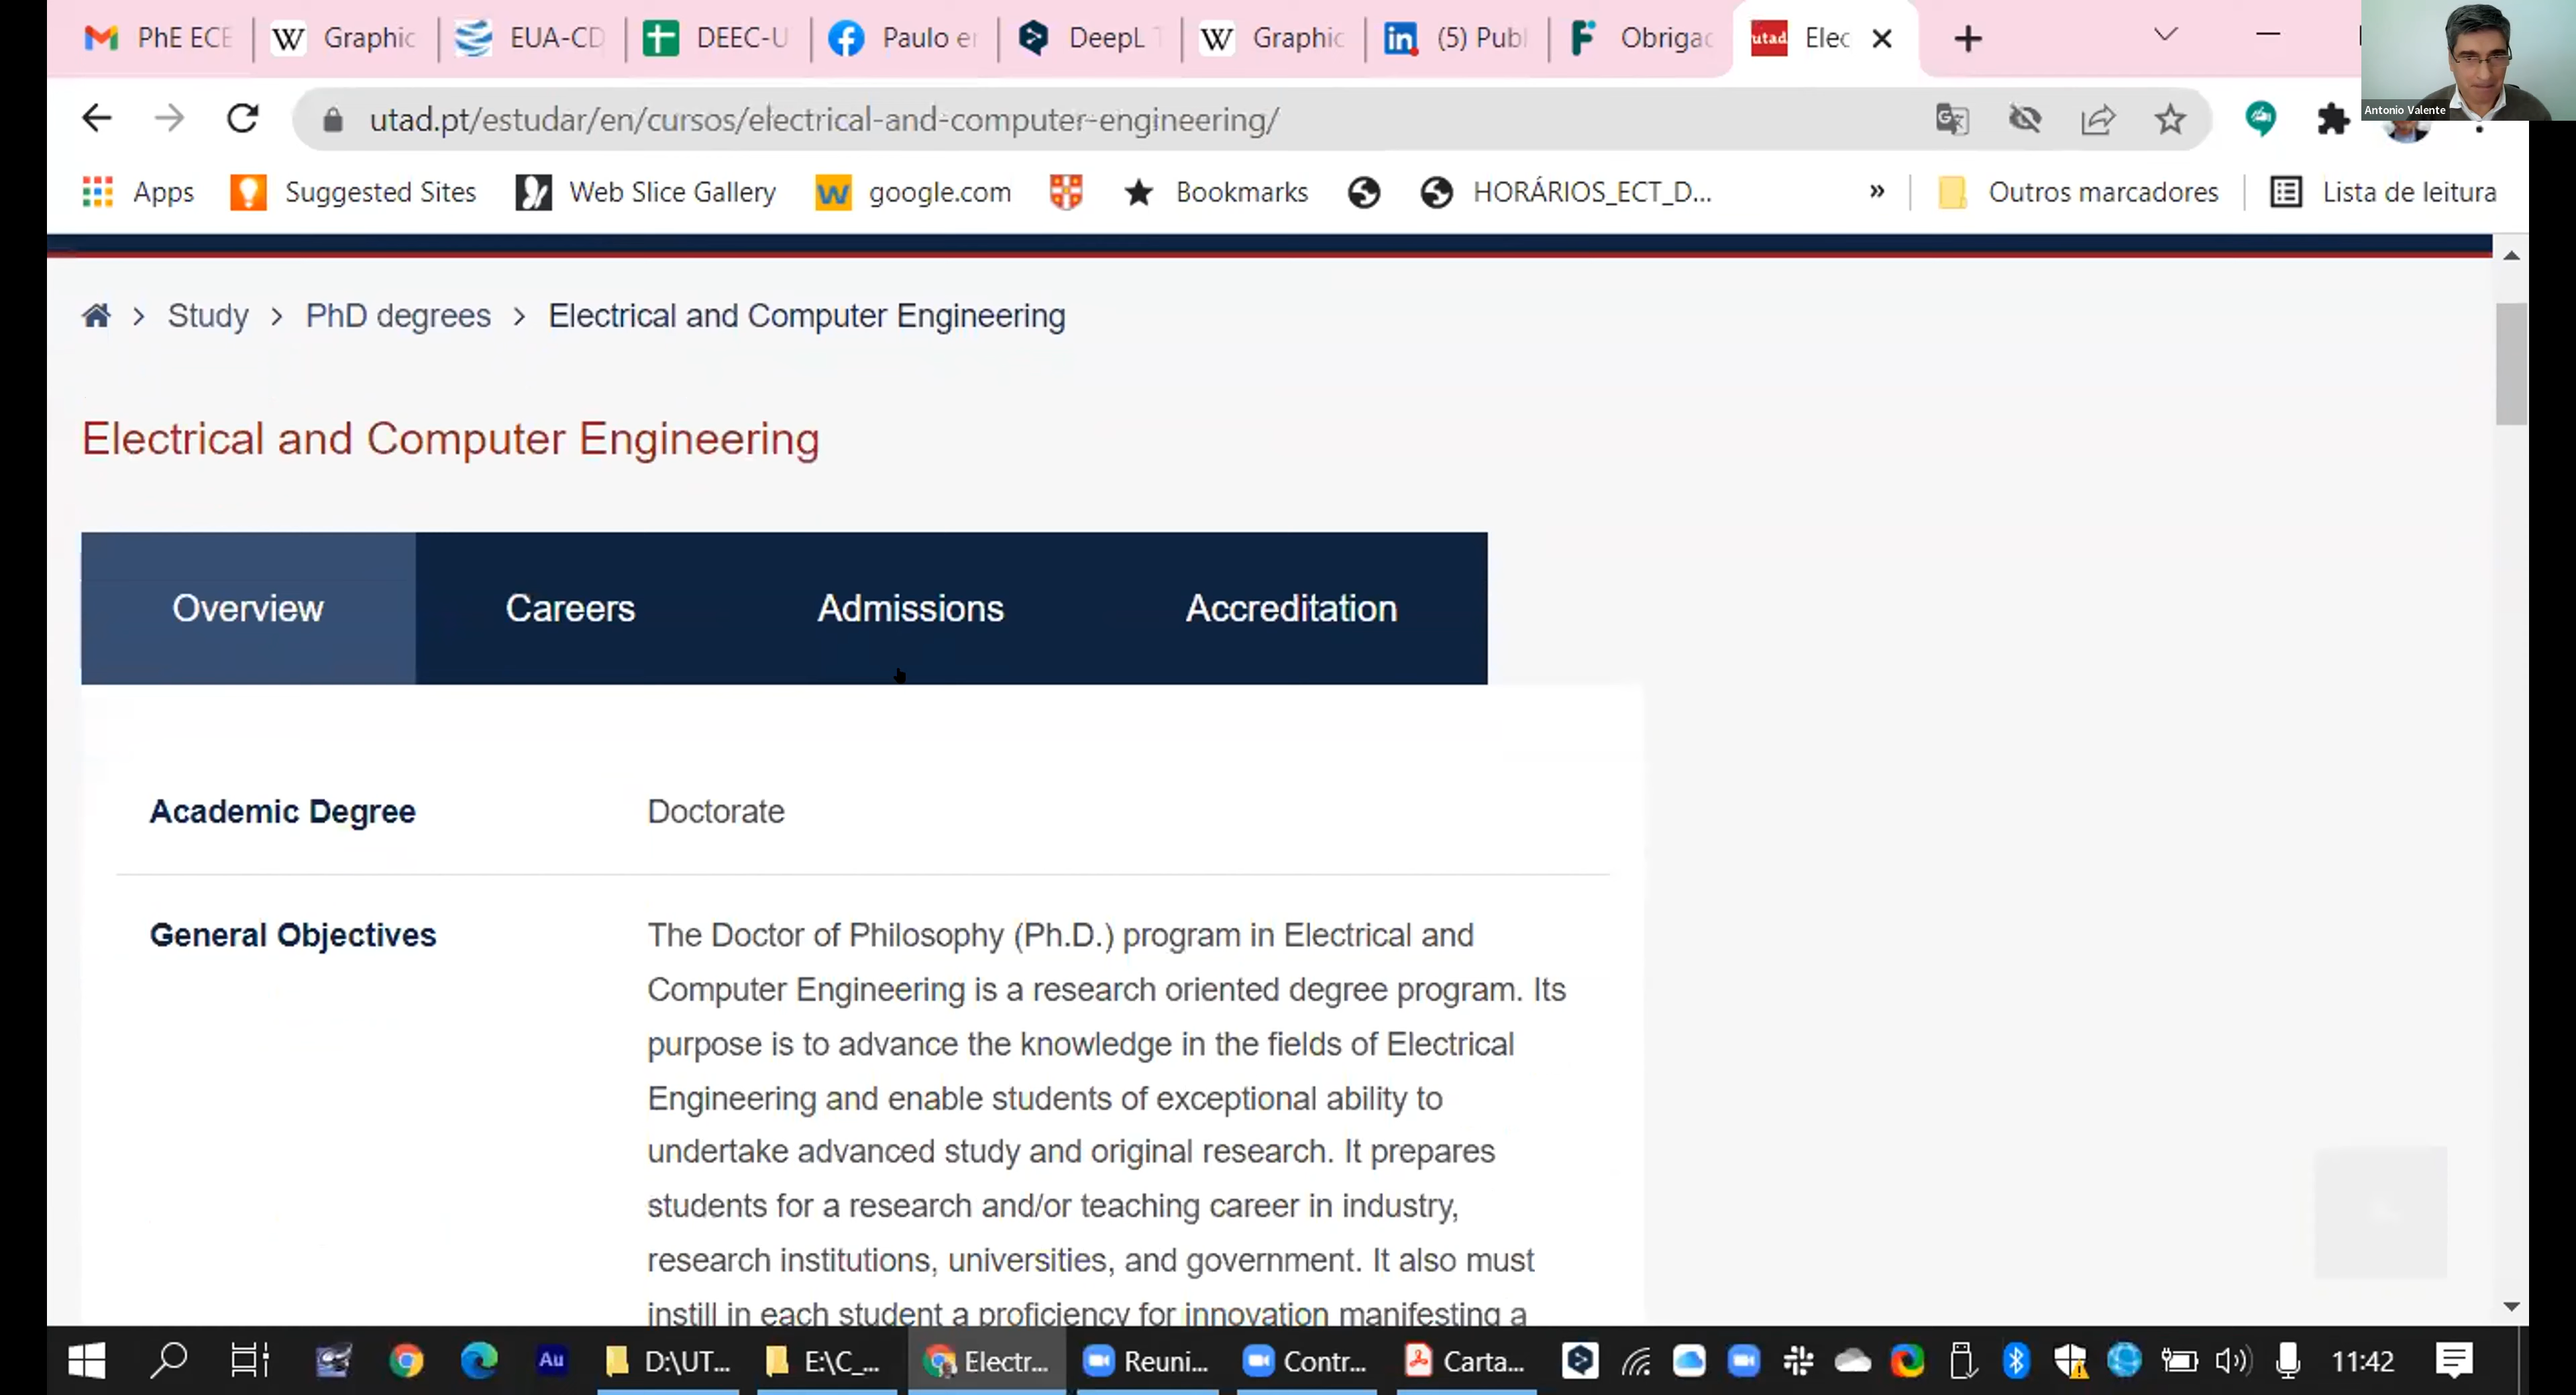 PhE ECE
Graphic
EUA-CD
DEEC-U
Paulo en
DeepL T
Graphic
(5) Publ
Obrigad
utad
Elec
Antonio Valente
utad.pt/estudar/en/cursos/electrical-and-computer-engineering/
Apps
Suggested Sites
Web Slice Gallery
google.com
Bookmarks
HORÁRIOS_ECT_D...
»
Outros marcadores
Lista de leitura
Study > PhD degrees > Electrical and Computer Engineering
Electrical and Computer Engineering
Overview
Careers
Admissions
Accreditation
Academic Degree
Doctorate
General Objectives
The Doctor of Philosophy (Ph.D.) program in Electrical and
Computer Engineering is a research oriented degree program. Its
purpose is to advance the knowledge in the fields of Electrical
Engineering and enable students of exceptional ability to
undertake advanced study and original research. It prepares
students for a research and/or teaching career in industry,
research institutions, universities, and government. It also must
instill in each student a proficiency for innovation manifesting a
Au
D:\UT...
E:\C_...
Electr...
Reuni...
Contr...
Carta...
11:42